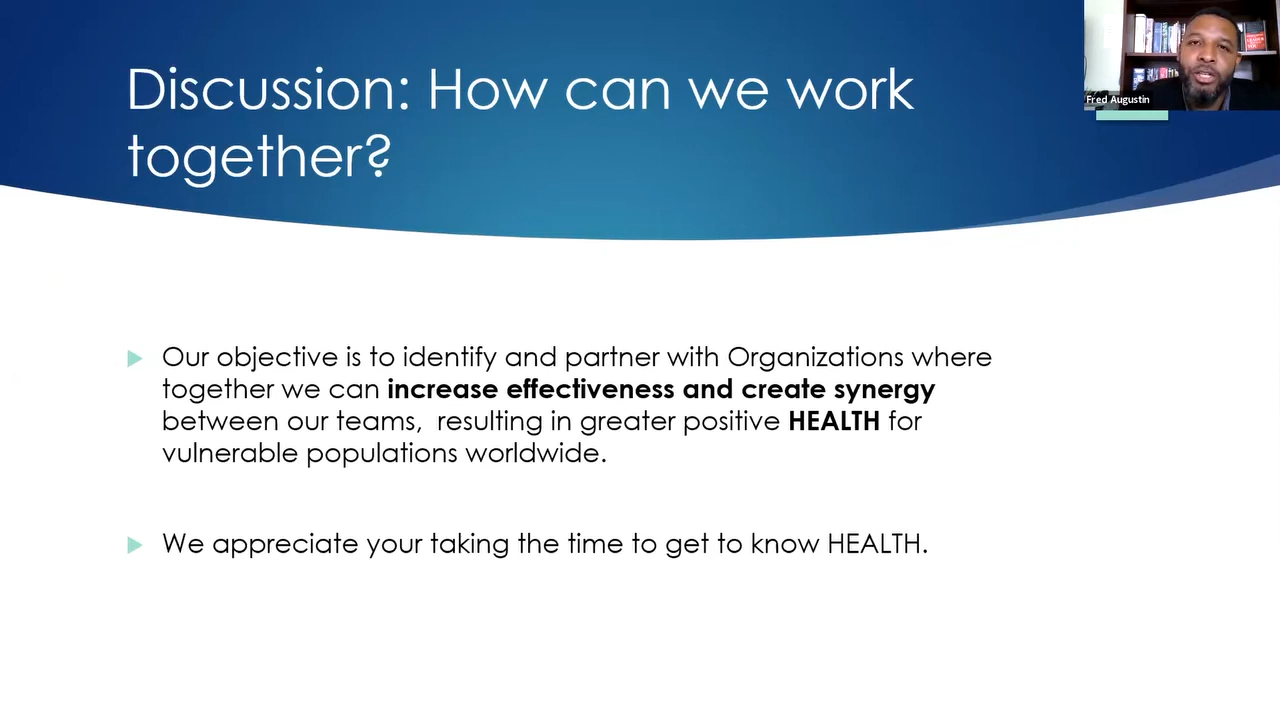 Discussion: How can we work
together?
Fred Augustin
Our objective is to identify and partner with Organizations where
together we can increase effectiveness and create synergy
between our teams,  resulting in greater positive HEALTH for
vulnerable populations worldwide.
We appreciate your taking the time to get to know HEALTH.